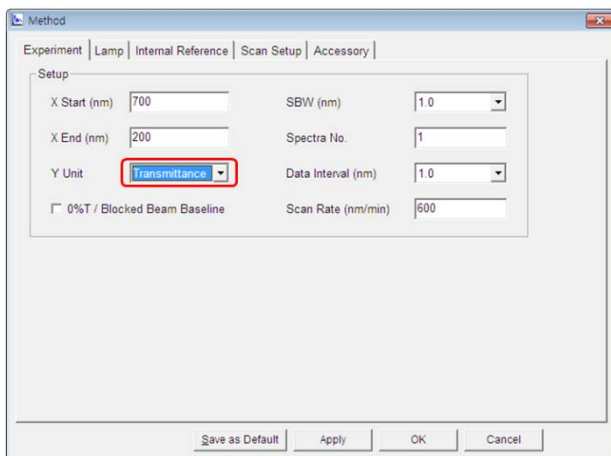 Method
Experiment Lamp Internal Reference Scan Setup Accessory
Setup
X Start (nm) 700 SBW (nm) 1.0
X End (nm) 200 Spectra No. 1
Y Unit Transmittance Data Interval (nm) 1.0
0%T / Blocked Beam Baseline Scan Rate (nm/min) 600
Save as Default Apply OK Cancel